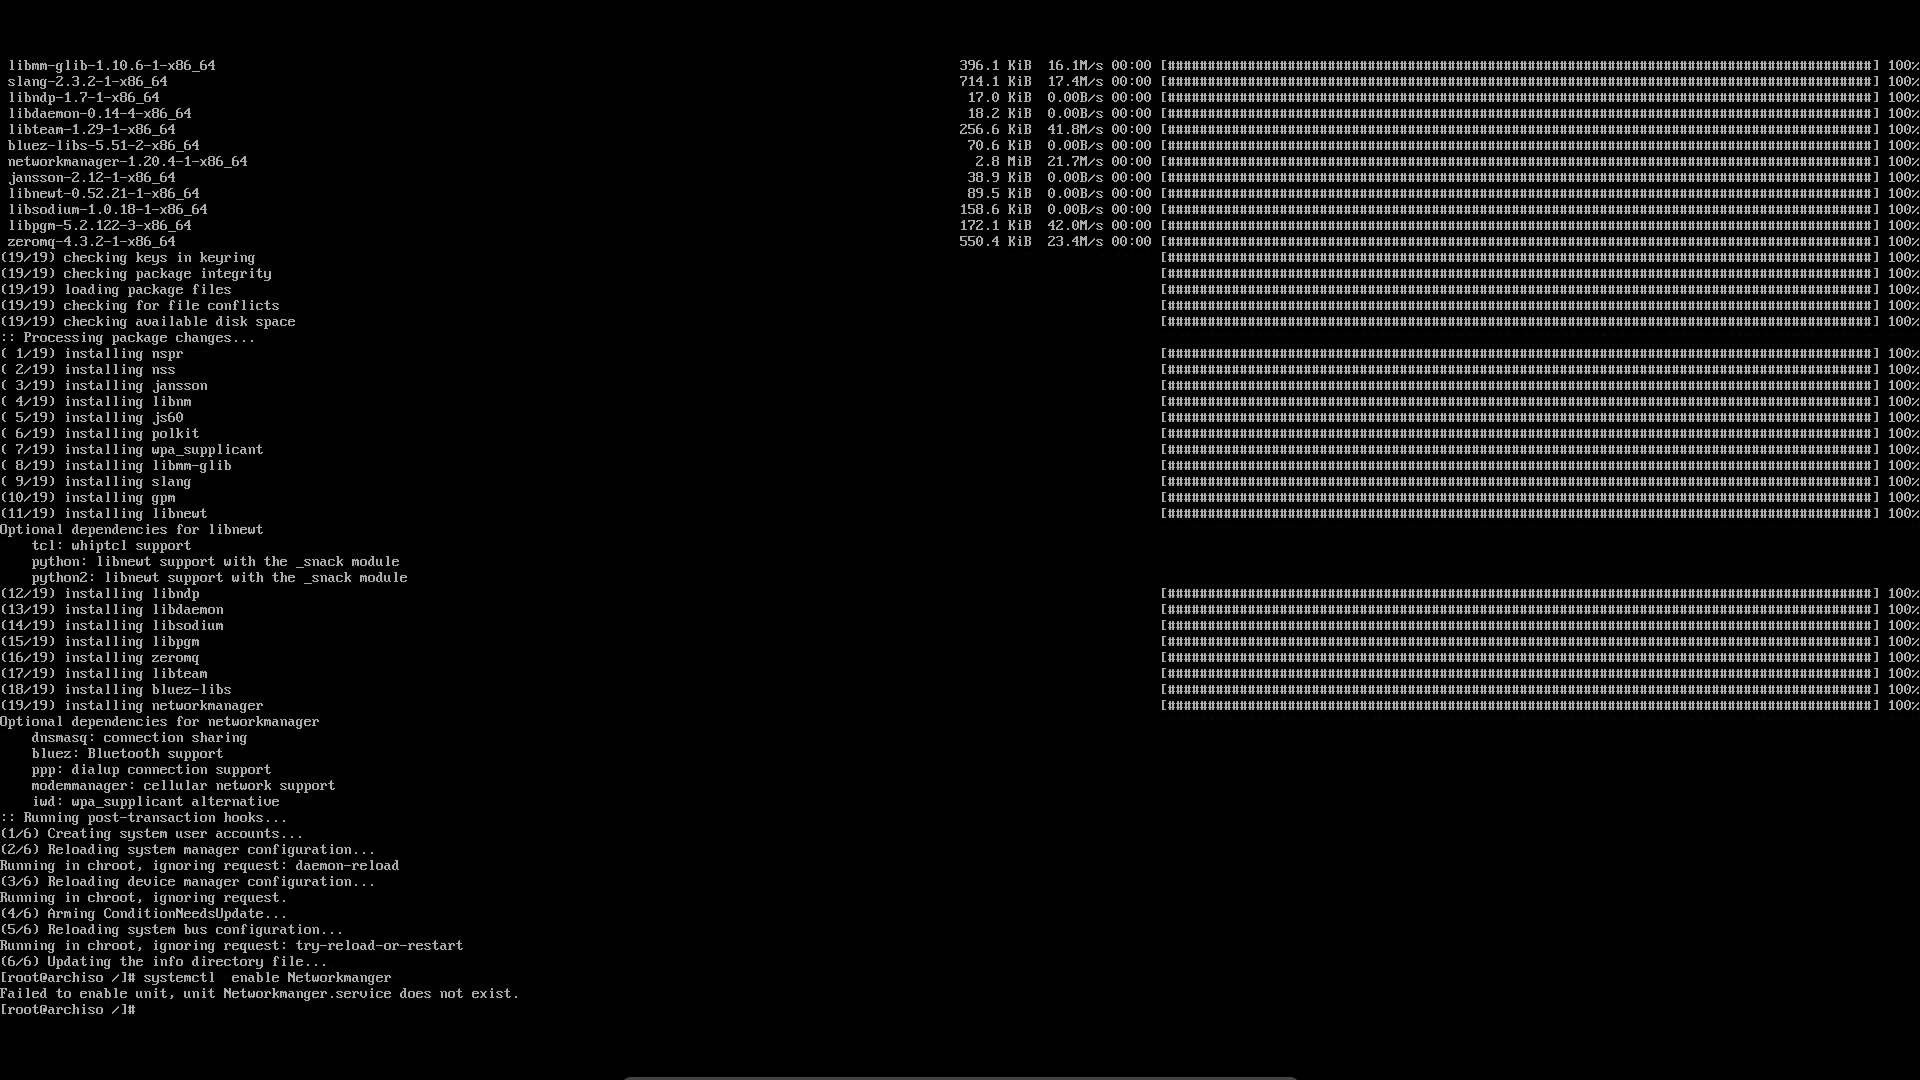 libmm-glib-1.10.6-1-x86_64 396.1 KiB 16.1M/s 00:00 [########################################################################################] 100%
slang-2.3.2-1-x86_64 714.1 KiB 17.4M/s 00:00 [########################################################################################] 100%
libndp-1.7-1-x86_64 17.0 KiB 0.00B/s 00:00 [########################################################################################] 100%
libdaemon-0.14-4-x86_64 18.2 KiB 0.00B/s 00:00 [########################################################################################] 100%
libteam-1.29-1-x86_64 256.6 KiB 41.8M/s 00:00 [########################################################################################] 100%
bluez-libs-5.51-2-x86_64 70.6 KiB 0.00B/s 00:00 [########################################################################################] 100%
networkmanager-1.20.4-1-x86_64 2.8 MiB 21.7M/s 00:00 [########################################################################################] 100%
jansson-2.12-1-x86_64 38.9 KiB 0.00B/s 00:00 [########################################################################################] 100%
libnewt-0.52.21-1-x86_64 89.5 KiB 0.00B/s 00:00 [########################################################################################] 100%
libsodium-1.0.18-1-x86_64 158.6 KiB 0.00B/s 00:00 [########################################################################################] 100%
libpgm-5.2.122-3-x86_64 172.1 KiB 42.0M/s 00:00 [########################################################################################] 100%
zeromq-4.3.2-1-x86_64 550.4 KiB 23.4M/s 00:00 [########################################################################################] 100%
(19/19) checking keys in keyring [########################################################################################] 100%
(19/19) checking package integrity [########################################################################################] 100%
(19/19) loading package files [########################################################################################] 100%
(19/19) checking for file conflicts [########################################################################################] 100%
(19/19) checking available disk space [########################################################################################] 100%
:: Processing package changes...
( 1/19) installing nspr [########################################################################################] 100%
( 2/19) installing nss [########################################################################################] 100%
( 3/19) installing jansson [########################################################################################] 100%
( 4/19) installing libnm [########################################################################################] 100%
( 5/19) installing js60 [########################################################################################] 100%
( 6/19) installing polkit [########################################################################################] 100%
( 7/19) installing wpa_supplicant [########################################################################################] 100%
( 8/19) installing libmm-glib [########################################################################################] 100%
( 9/19) installing slang [########################################################################################] 100%
(10/19) installing gpm [########################################################################################] 100%
(11/19) installing libnewt [########################################################################################] 100%
Optional dependencies for libnewt
tcl: whiptcl support
python: libnewt support with the _snack module
python2: libnewt support with the _snack module
(12/19) installing libndp [########################################################################################] 100%
(13/19) installing libdaemon [########################################################################################] 100%
(14/19) installing libsodium [########################################################################################] 100%
(15/19) installing libpgm [########################################################################################] 100%
(16/19) installing zeromq [########################################################################################] 100%
(17/19) installing libteam [########################################################################################] 100%
(18/19) installing bluez-libs [########################################################################################] 100%
(19/19) installing networkmanager [########################################################################################] 100%
Optional dependencies for networkmanager
dnsmasq: connection sharing
bluez: Bluetooth support
ppp: dialup connection support
modemmanager: cellular network support
iwd: wpa_supplicant alternative
:: Running post-transaction hooks...
(1/6) Creating system user accounts...
(2/6) Reloading system manager configuration...
Running in chroot, ignoring request: daemon-reload
(3/6) Reloading device manager configuration...
Running in chroot, ignoring request.
(4/6) Arming ConditionNeedsUpdate...
(5/6) Reloading system bus configuration...
Running in chroot, ignoring request: try-reload-or-restart
(6/6) Updating the info directory file...
[root@archiso /]# systemctl  enable Networkmanger
Failed to enable unit, unit Networkmanger.service does not exist.
[root@archiso /]#